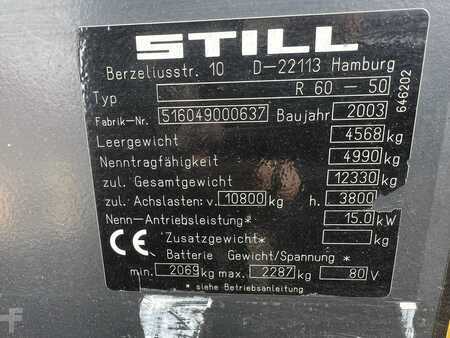 STILL
Berzeliusstr. 10 D-22113 Hamburg
Typ R 60 - 50
Fabrik-Nr. 516049000637 Baujahr 2003
Leergewicht 4568 kg
Nenntragfähigkeit 4990 kg
zul. Gesamtgewicht 12330 kg
zul. Achslasten: v. 10800 kg h. 3800 kg
Nenn-Antriebsleistung* 15.0 kW
CE Zusatzgewicht* kg
Batterie Gewicht/Spannung *
min. 2069 kg max. 2287 kg 80 V
* siehe Betriebsanleitung
646202
F